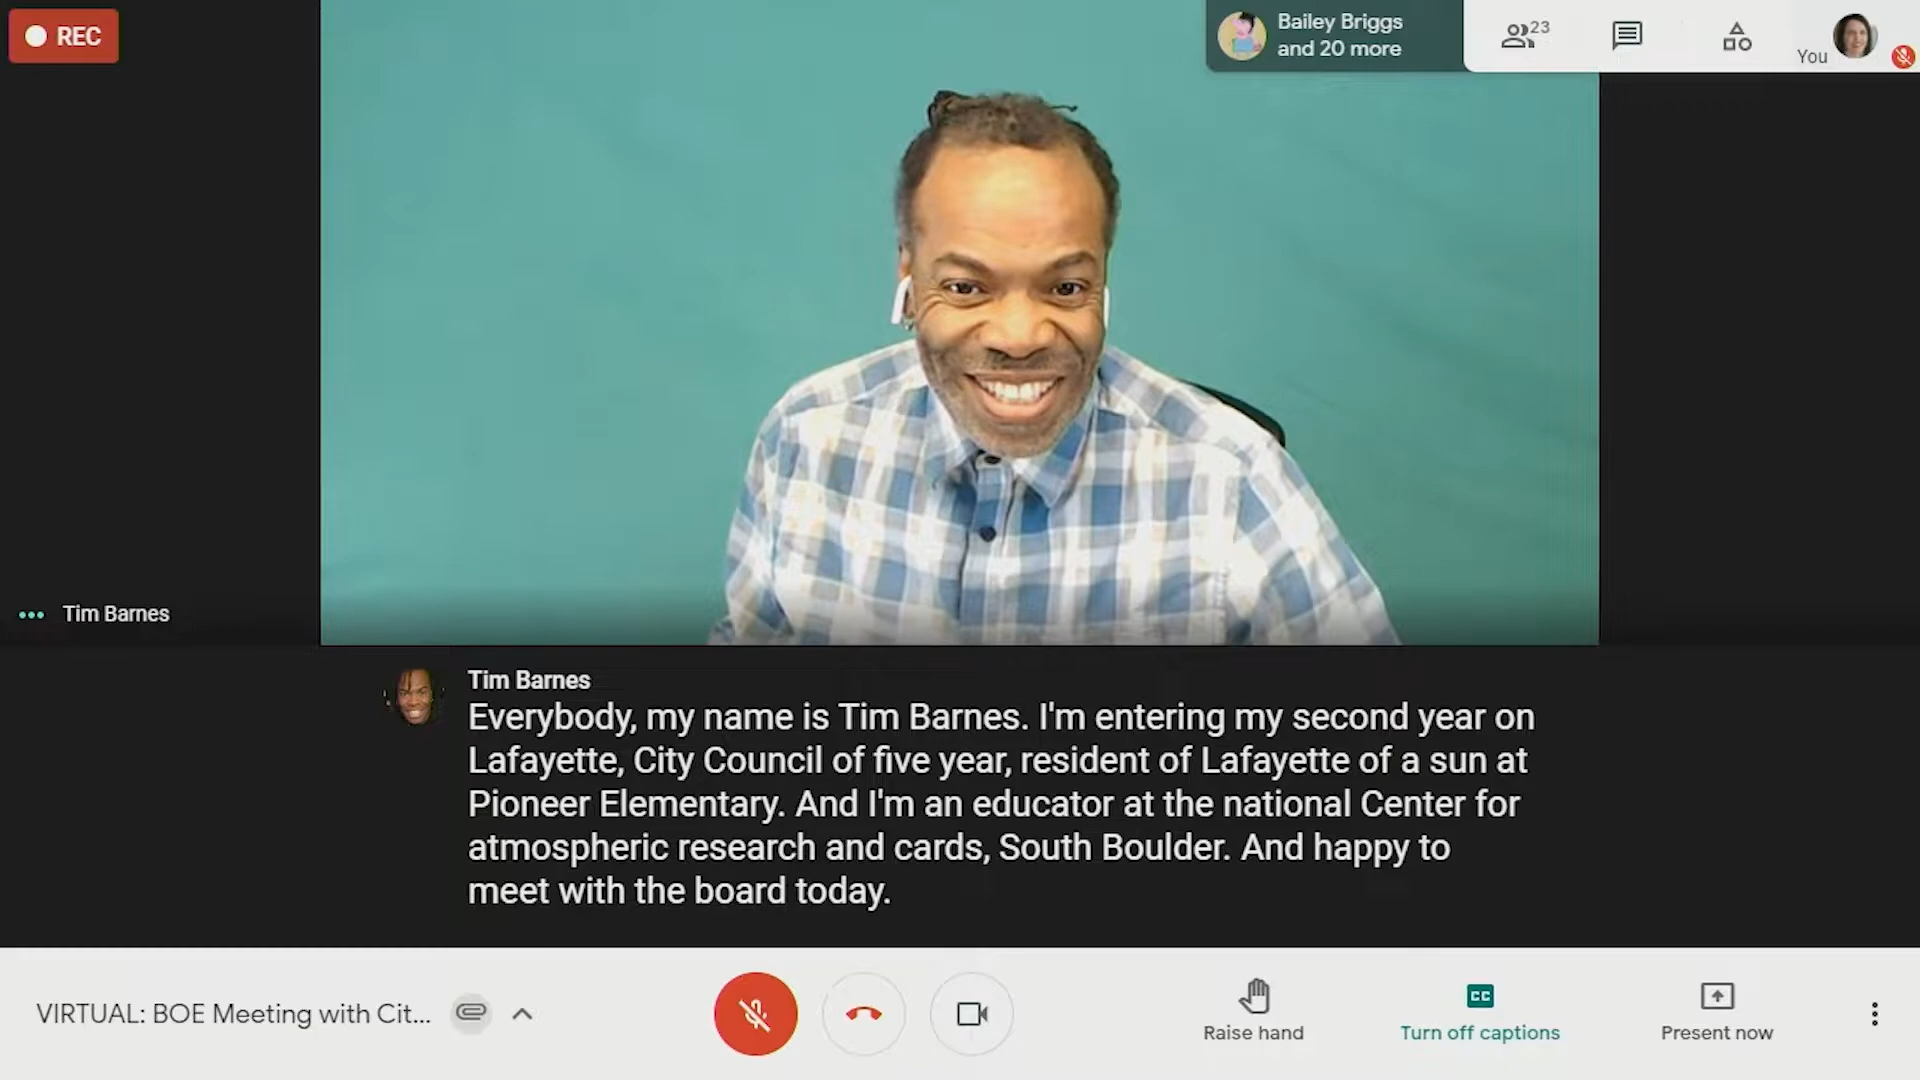 REC
Bailey Briggs
and 20 more
23
You
Tim Barnes
Tim Barnes
Everybody, my name is Tim Barnes. I'm entering my second year on
Lafayette, City Council of five year, resident of Lafayette of a sun at
Pioneer Elementary. And I'm an educator at the national Center for
atmospheric research and cards, South Boulder. And happy to
meet with the board today.
VIRTUAL: BOE Meeting with Cit...
Raise hand
CC
Turn off captions
Present now